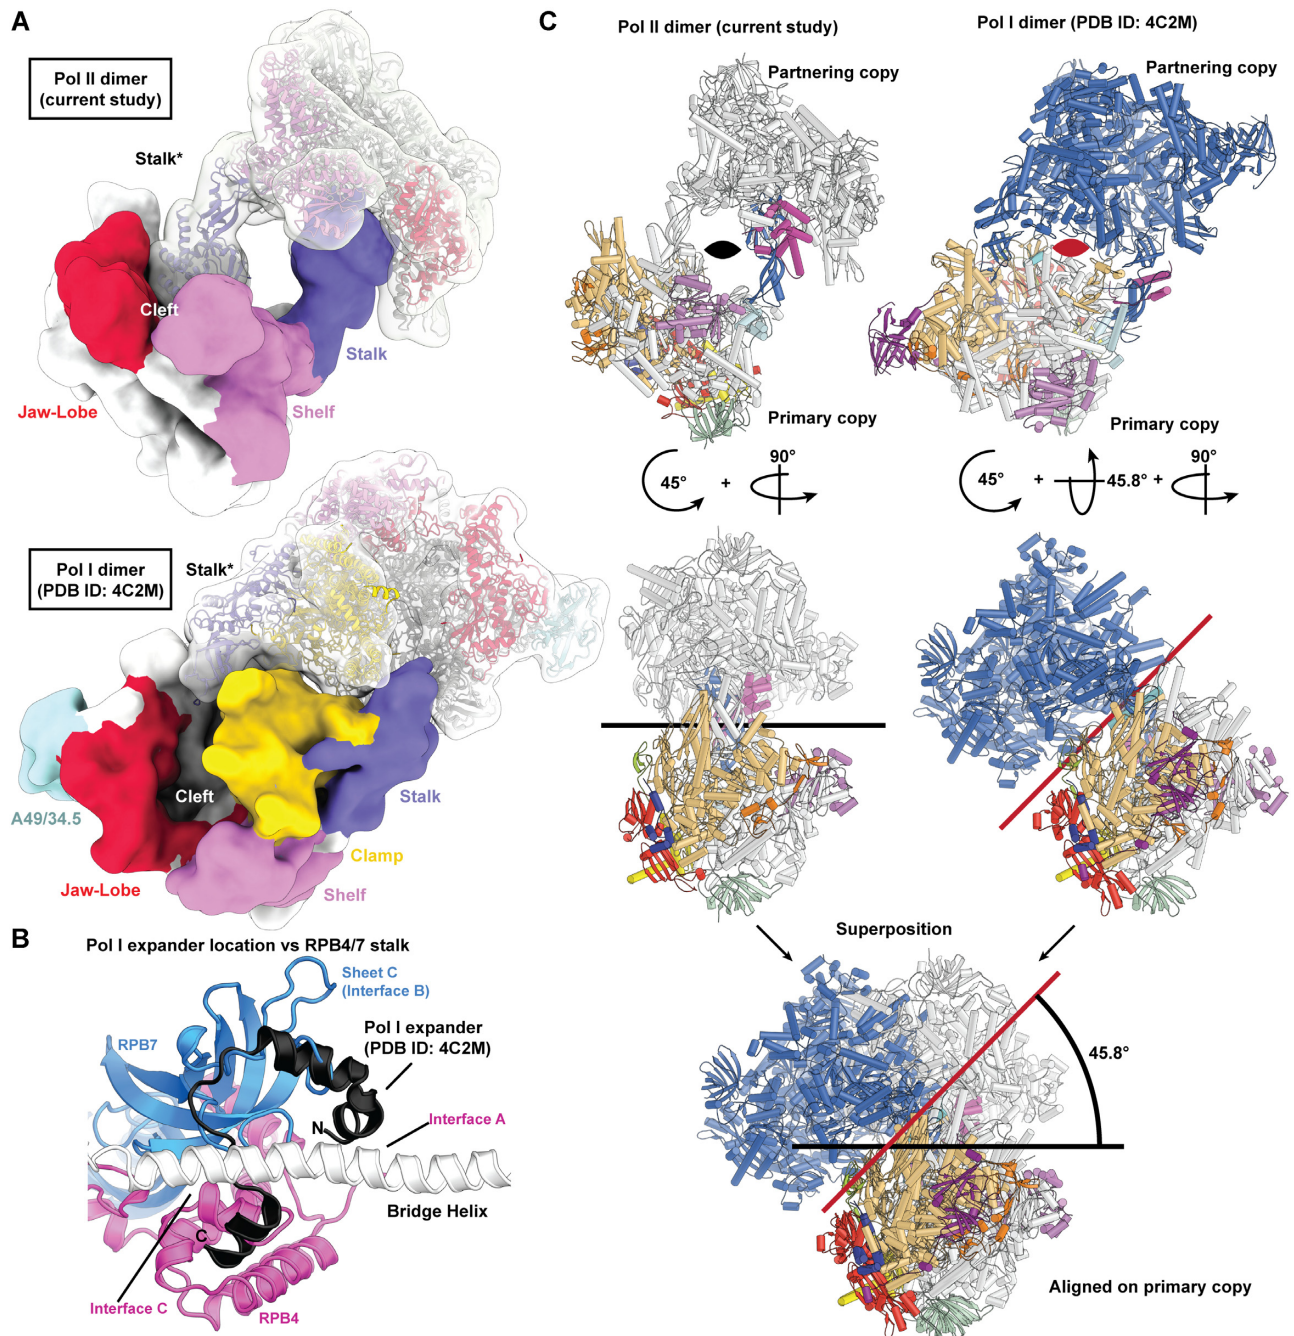 A
Pol II dimer
(current study)
Stalk*
Cleft
Stalk
Jaw-Lobe
Shelf
Pol I dimer
(PDB ID: 4C2M)
Stalk*
Cleft
Stalk
A49/34.5
Clamp
Jaw-Lobe
Shelf
B
Pol I expander location vs RPB4/7 stalk
Sheet C
(Interface B)
Pol I expander
(PDB ID: 4C2M)
RPB7
N
Interface A
Bridge Helix
C
Interface C
RPB4
C
Pol II dimer (current study)
Pol I dimer (PDB ID: 4C2M)
Partnering copy
Partnering copy
Primary copy
Primary copy
45°
+
90°
45°
+
45.8°
+
90°
Superposition
45.8°
Aligned on primary copy